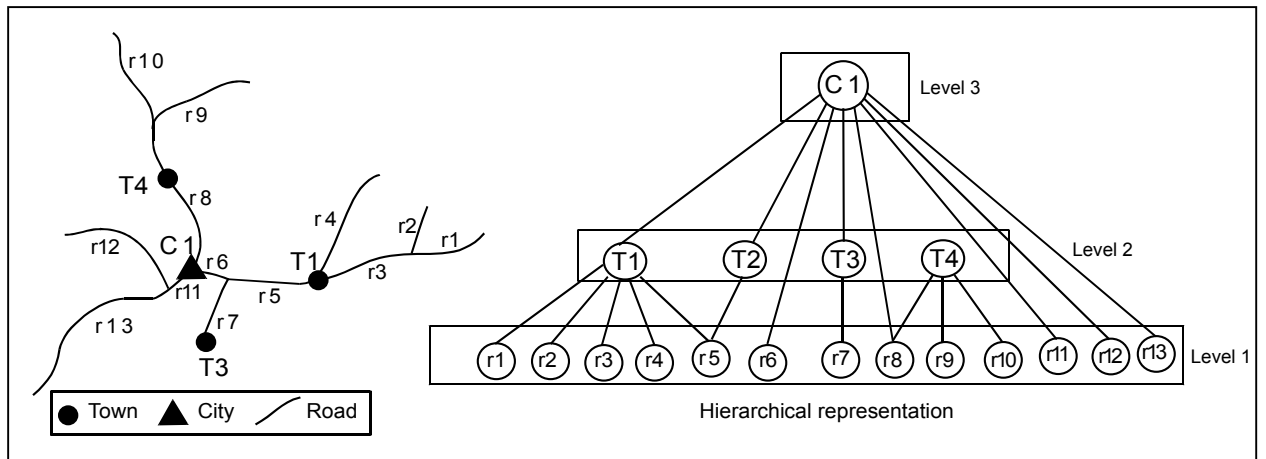 r10
r9
T4
r8
r12
C1
r6
r11
r13
r5
r7
T3
T1
r4
r2
r1
r3
Town City Road
C1
Level 3
T1 T2 T3 T4
Level 2
r1 r2 r3 r4 r5 r6 r7 r8 r9 r10 r11 r12 r13
Level 1
Hierarchical representation